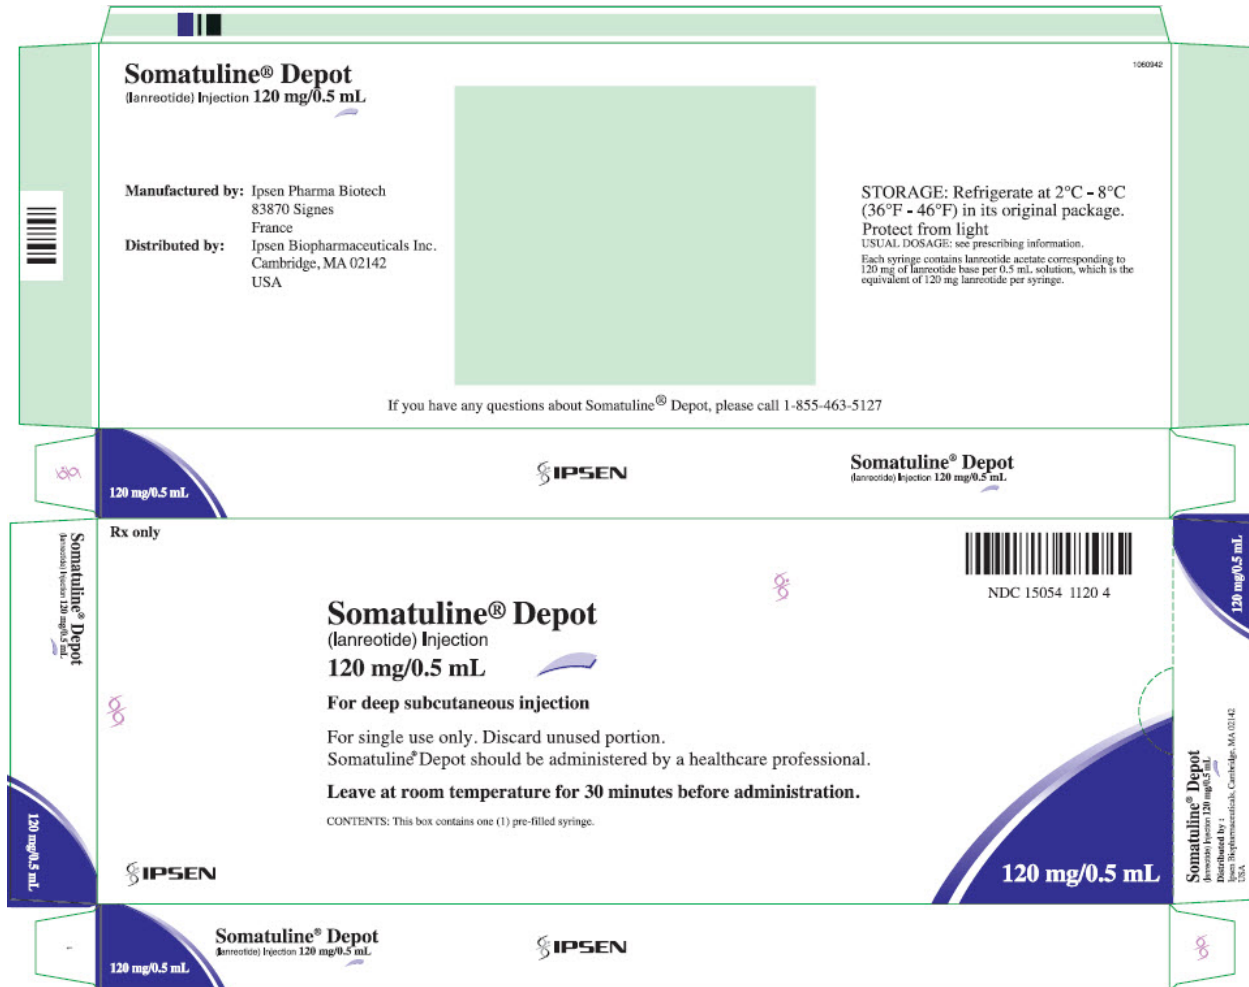 Somatuline® Depot
(lanreotide) Injection 120 mg/0.5 mL
1060942
Manufactured by: Ipsen Pharma Biotech
83870 Signes
France
Distributed by: Ipsen Biopharmaceuticals Inc.
Cambridge, MA 02142
USA
STORAGE: Refrigerate at 2°C - 8°C
(36°F - 46°F) in its original package.
Protect from light
USUAL DOSAGE: see prescribing information.
Each syringe contains lanreotide acetate corresponding to
120 mg of lanreotide base per 0.5 mL solution, which is the
equivalent of 120 mg lanreotide per syringe.
If you have any questions about Somatuline® Depot, please call 1-855-463-5127
120 mg/0.5 mL
IPSEN
Somatuline® Depot
(lanreotide) Injection 120 mg/0.5 mL
Somatuline® Depot
(lanreotide) Injection 120 mg/0.5 mL
120 mg/0.5 mL
Rx only
NDC 15054 1120 4
Somatuline® Depot
(lanreotide) Injection
120 mg/0.5 mL
For deep subcutaneous injection
For single use only. Discard unused portion.
Somatuline® Depot should be administered by a healthcare professional.
Leave at room temperature for 30 minutes before administration.
CONTENTS: This box contains one (1) pre-filled syringe.
IPSEN
120 mg/0.5 mL
120 mg/0.5 mL
Somatuline® Depot
(lanreotide) Injection 120 mg/0.5 mL
Distributed by :
Ipsen Biopharmaceuticals, Cambridge, MA 02142
USA
120 mg/0.5 mL
Somatuline® Depot
(lanreotide) Injection 120 mg/0.5 mL
IPSEN